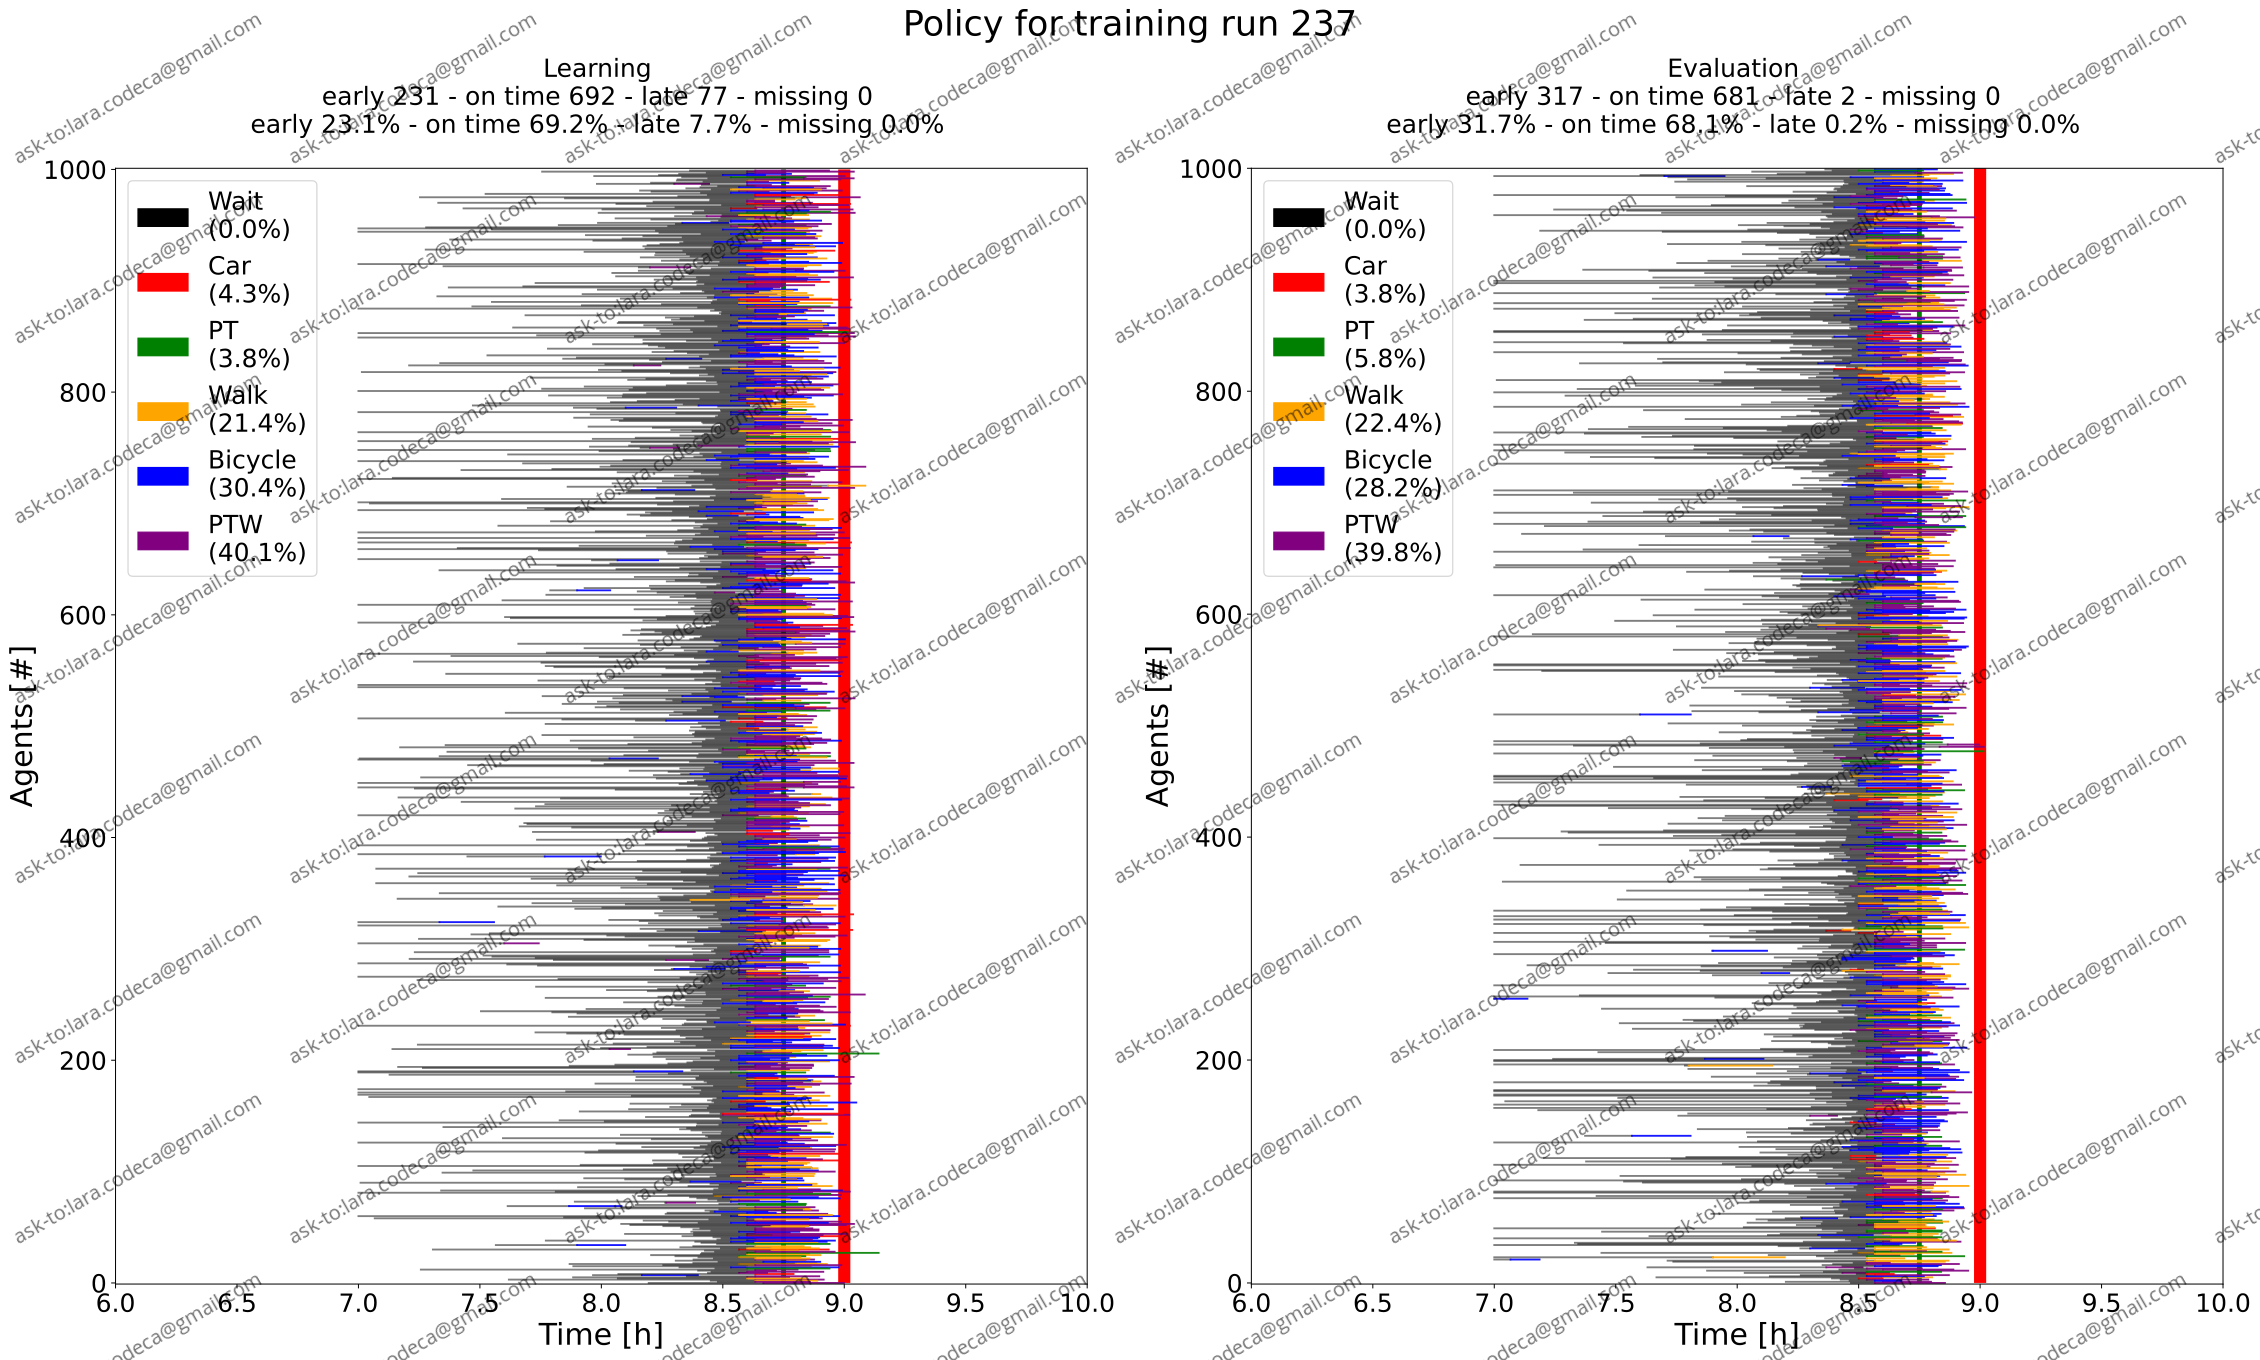 Policy for training run 237
Learning
early 231 - on time 692 - late 77 - missing 0
early 23.1% - on time 69.2% - late 7.7% - missing 0.0%
Agents [#]
1000
800
600
400
200
0
Wait
(0.0%)
Car
(4.3%)
PT
(3.8%)
Walk
(21.4%)
Bicycle
(30.4%)
PTW
(40.1%)
6.0 6.5 7.0 7.5 8.0 8.5 9.0 9.5 10.0
Time [h]
Evaluation
early 317 - on time 681 - late 2 - missing 0
early 31.7% - on time 68.1% - late 0.2% - missing 0.0%
Agents [#]
1000
800
600
400
200
0
Wait
(0.0%)
Car
(3.8%)
PT
(5.8%)
Walk
(22.4%)
Bicycle
(28.2%)
PTW
(39.8%)
6.0 6.5 7.0 7.5 8.0 8.5 9.0 9.5 10.0
Time [h]
ask-to:lara.codeca@gmail.com